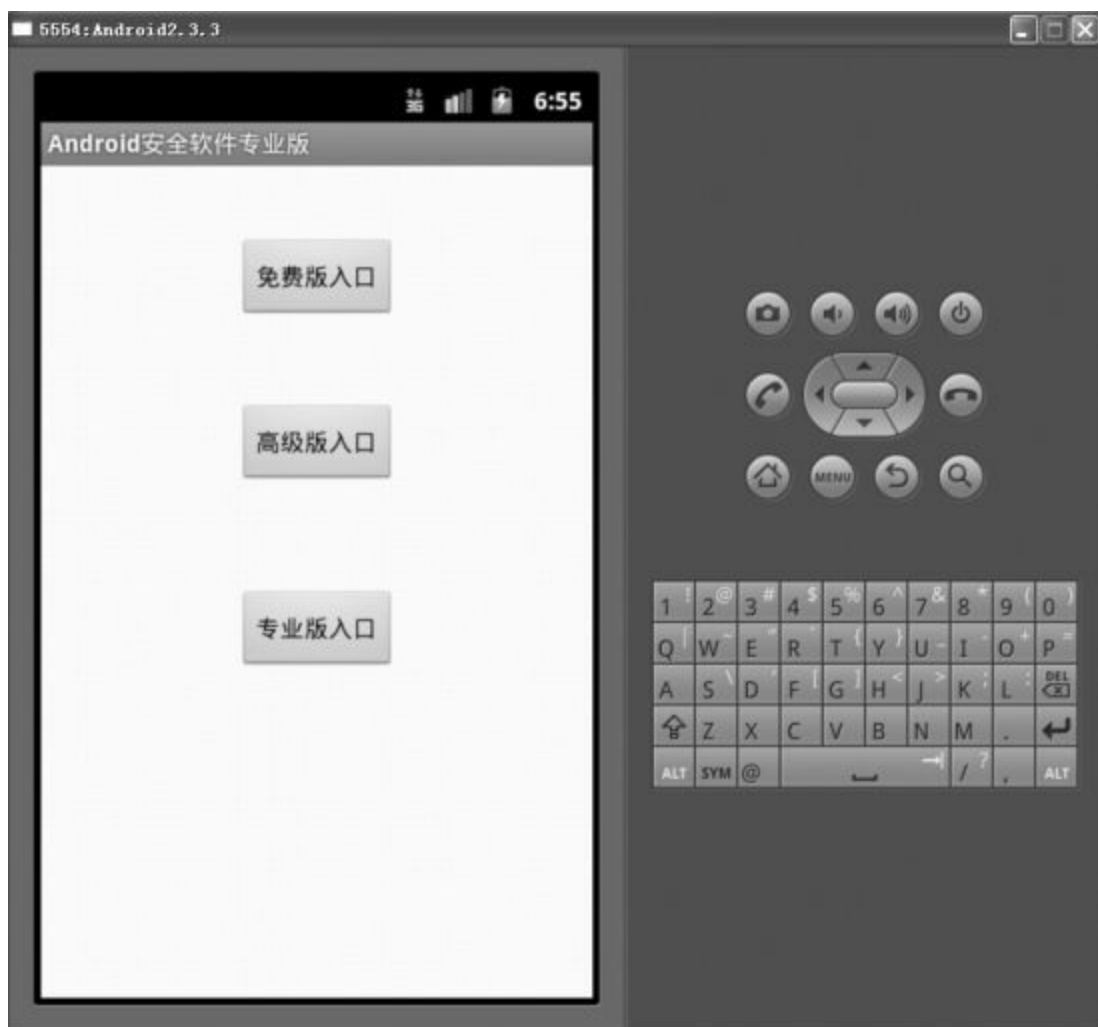 5554:Android2.3.3
3G 6:55
Android安全软件专业版
免费版入口
高级版入口
专业版入口
MENU
1 ! 2 @ 3 # 4 $ 5 % 6 ^ 7 & 8 * 9 ( 0 )
Q W ~ E " R T { Y } U _ I - O + P =
A S \ D ' F [ G ] H < J > K ; L : DEL
Z X C V B N M .
ALT SYM @ / ? , ALT